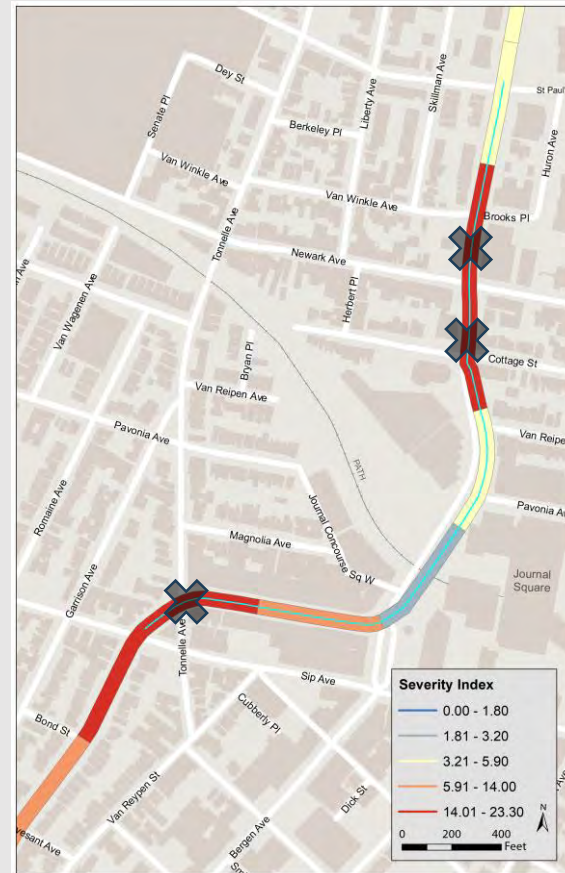 Dey St
Senate Pl
Berkeley Pl
Liberty Ave
Skillman Ave
St Paul
Huron Ave
Van Winkle Ave
Tonnelle Ave
Van Winkle Ave
Brooks Pl
Newark Ave
Herbert Pl
Van Wagenen Ave
Bryan Pl
Cottage St
Van Reipen Ave
Van Reipe
Pavonia Ave
PATH
Romaine Ave
Pavonia Av
Journal Concourse
Magnolia Ave
Sq W
Journal
Square
Garrison Ave
Tonnelle Ave
Sip Ave
Cubberly Pl
Bond St
Van Reypen St
Dick St
Bergen Ave
vesant Ave
Severity Index
0.00 - 1.80
1.81 - 3.20
3.21 - 5.90
5.91 - 14.00
14.01 - 23.30
N
0 200 400
Feet